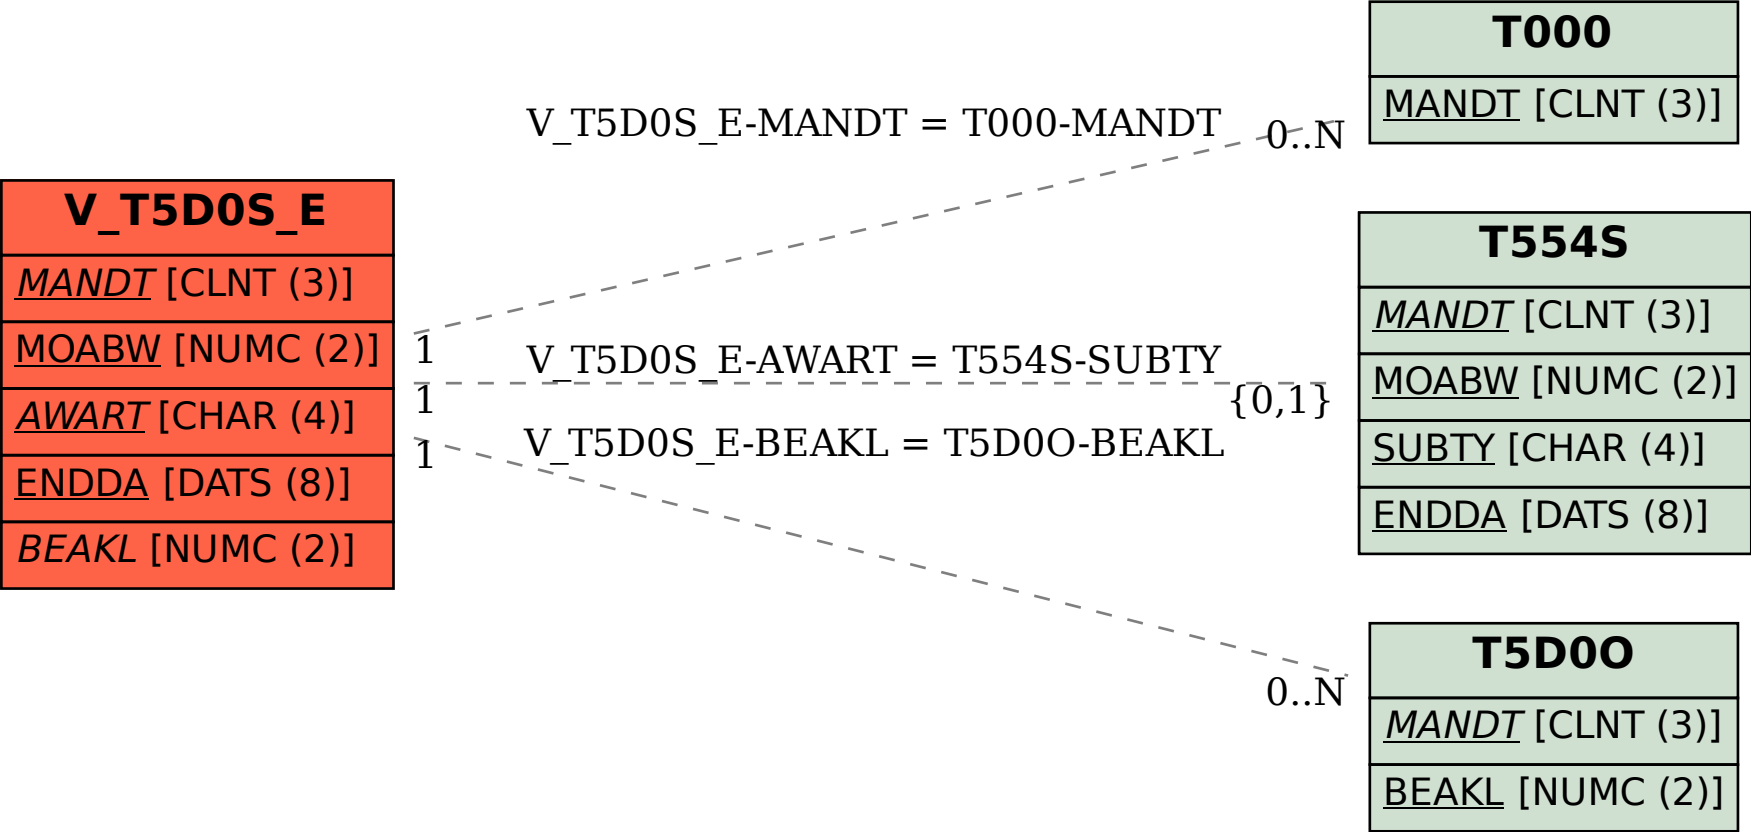 V_T5D0S_E
MANDT [CLNT (3)]
MOABW [NUMC (2)]
AWART [CHAR (4)]
ENDDA [DATS (8)]
BEAKL [NUMC (2)]
V_T5D0S_E-MANDT = T000-MANDT
0..N
1
V_T5D0S_E-AWART = T554S-SUBTY
1
{0,1}
V_T5D0S_E-BEAKL = T5D0O-BEAKL
1
0..N
T000
MANDT [CLNT (3)]
T554S
MANDT [CLNT (3)]
MOABW [NUMC (2)]
SUBTY [CHAR (4)]
ENDDA [DATS (8)]
T5D0O
MANDT [CLNT (3)]
BEAKL [NUMC (2)]